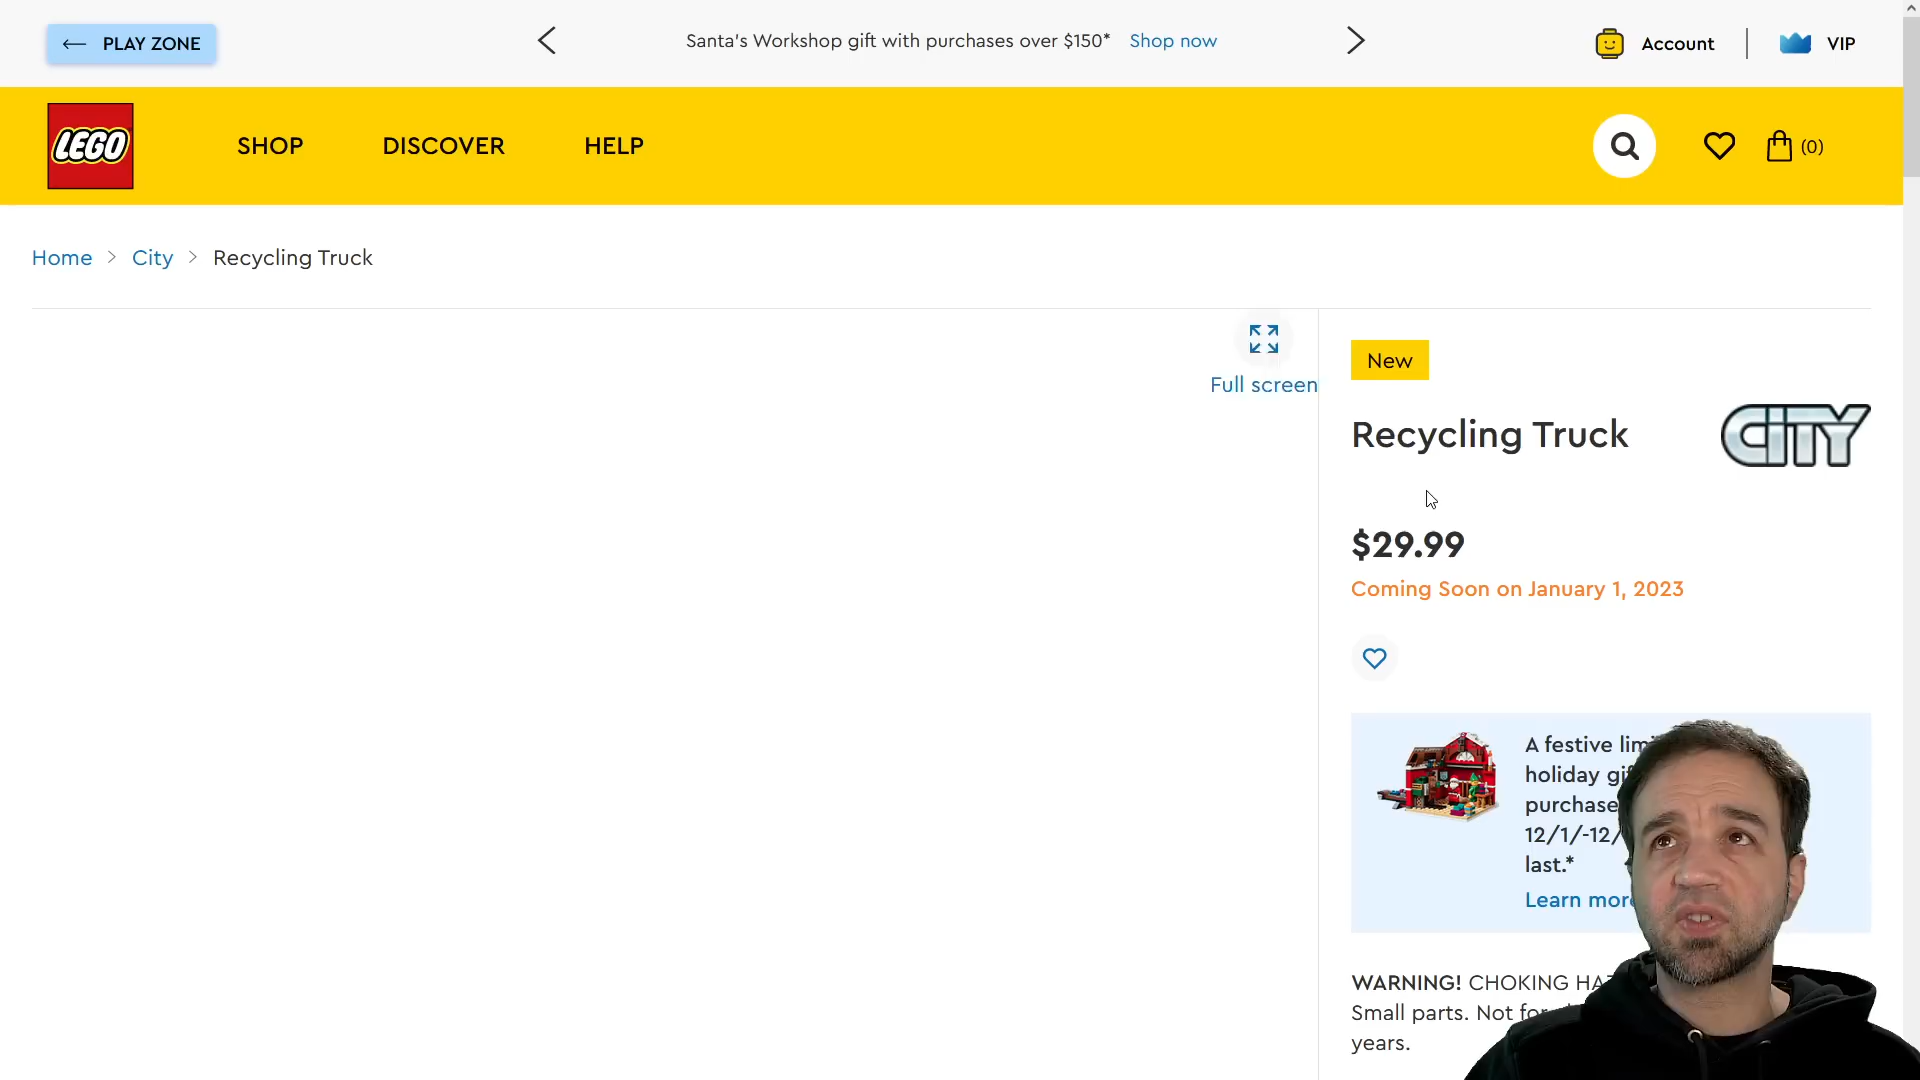 PLAY ZONE
Santa's Workshop gift with purchases over $150* Shop now
Account
VIP
LEGO
SHOP
DISCOVER
HELP
(0)
Home > City > Recycling Truck
Full screen
New
Recycling Truck
CITY
$29.99
Coming Soon on January 1, 2023
A festive
holiday
purchase
12/1/-12/
last.*
Learn more
WARNING! CHOKING
Small parts. Not for
years.